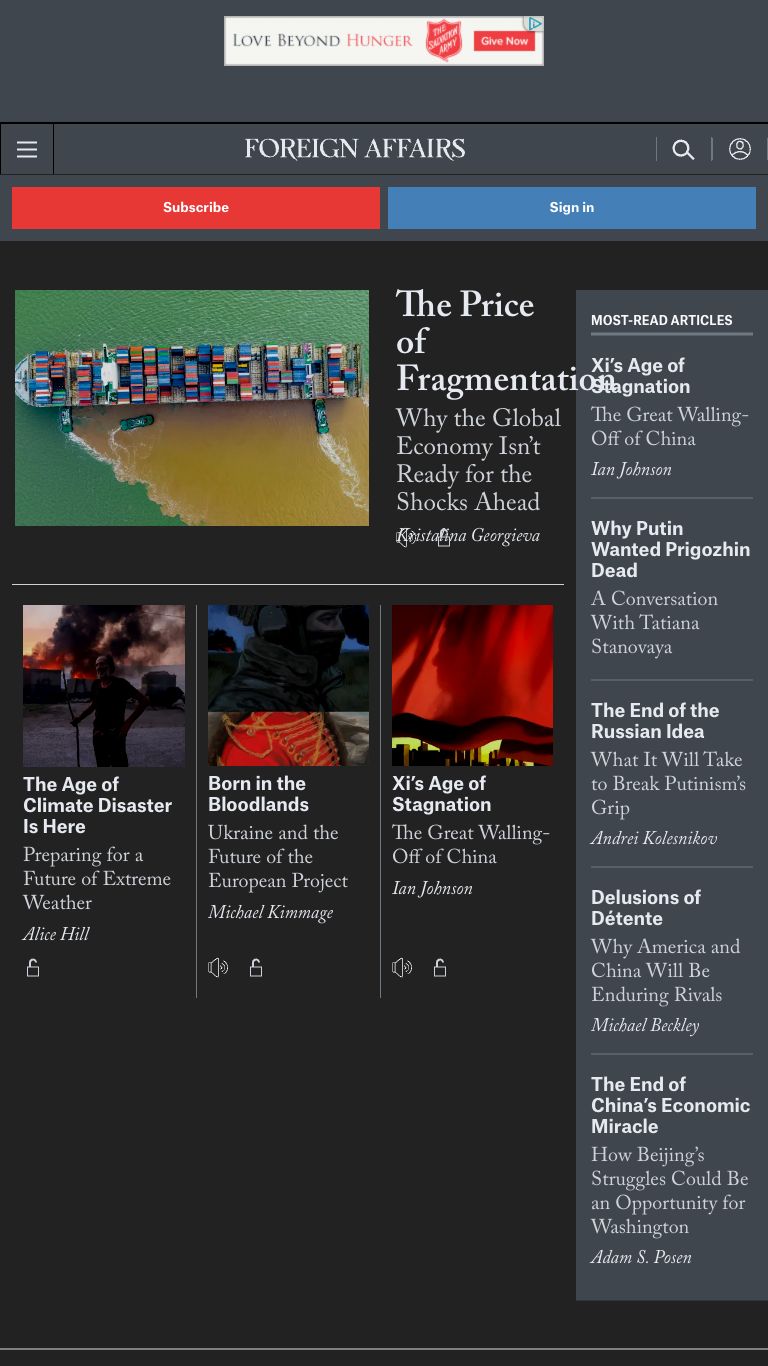 LOVE BEYOND HUNGER
THE SALVATION ARMY
Give Now
FOREIGN AFFAIRS
Subscribe
Sign in
The Price
of
Fragmentation
Why the Global
Economy Isn’t
Ready for the
Shocks Ahead
Kristalina Georgieva
The Age of
Climate Disaster
Is Here
Preparing for a
Future of Extreme
Weather
Alice Hill
Born in the
Bloodlands
Ukraine and the
Future of the
European Project
Michael Kimmage
Xi’s Age of
Stagnation
The Great Walling-
Off of China
Ian Johnson
MOST-READ ARTICLES
Xi’s Age of
Stagnation
The Great Walling-
Off of China
Ian Johnson
Why Putin
Wanted Prigozhin
Dead
A Conversation
With Tatiana
Stanovaya
The End of the
Russian Idea
What It Will Take
to Break Putinism’s
Grip
Andrei Kolesnikov
Delusions of
Détente
Why America and
China Will Be
Enduring Rivals
Michael Beckley
The End of
China’s Economic
Miracle
How Beijing’s
Struggles Could Be
an Opportunity for
Washington
Adam S. Posen